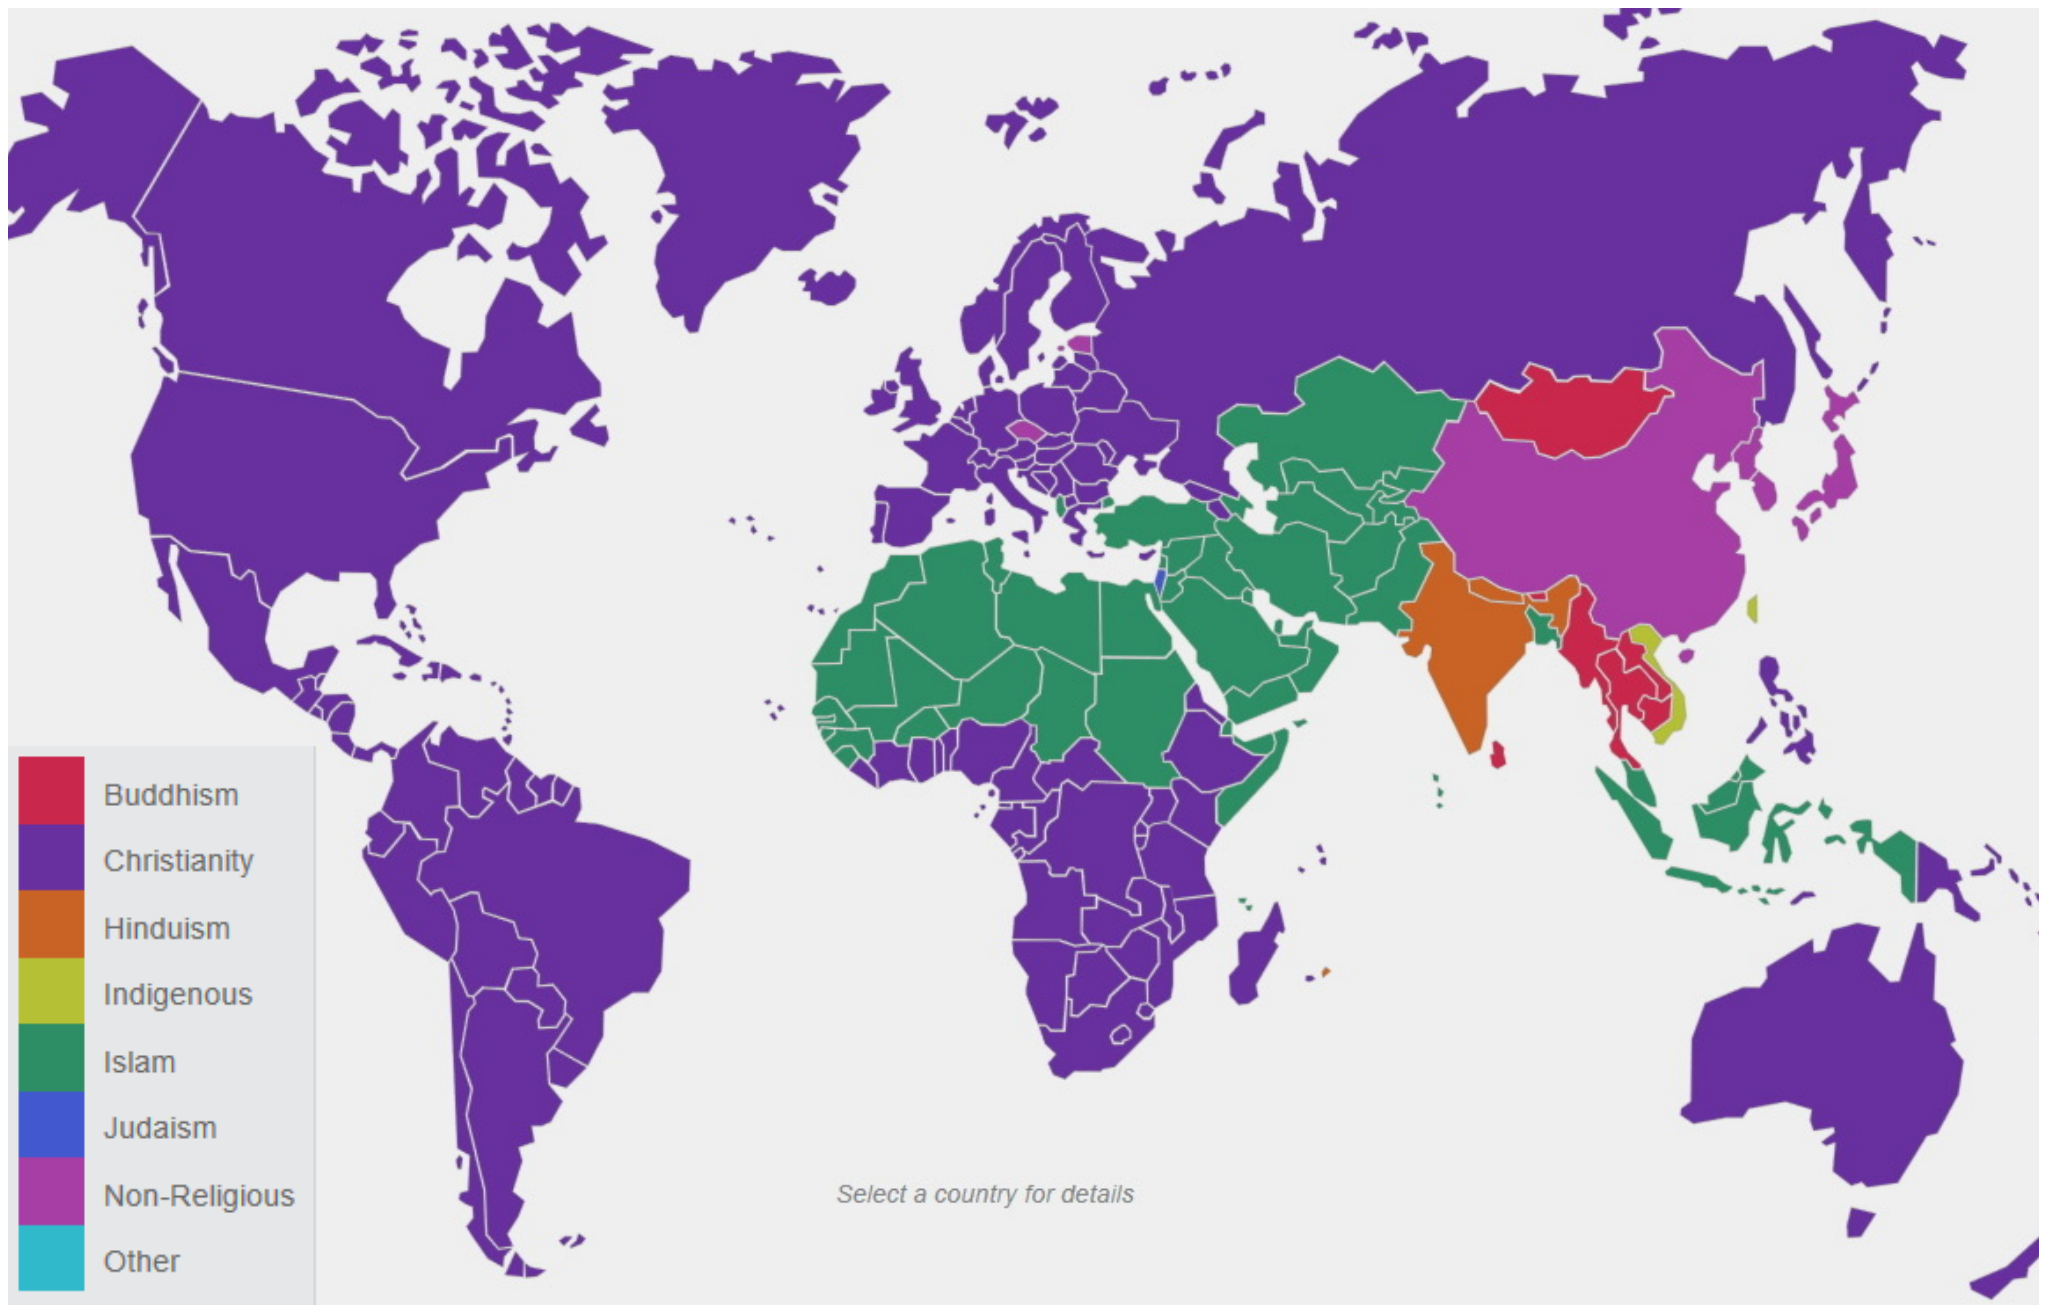 Buddhism
Christianity
Hinduism
Indigenous
Islam
Judaism
Non-Religious
Other
Select a country for details